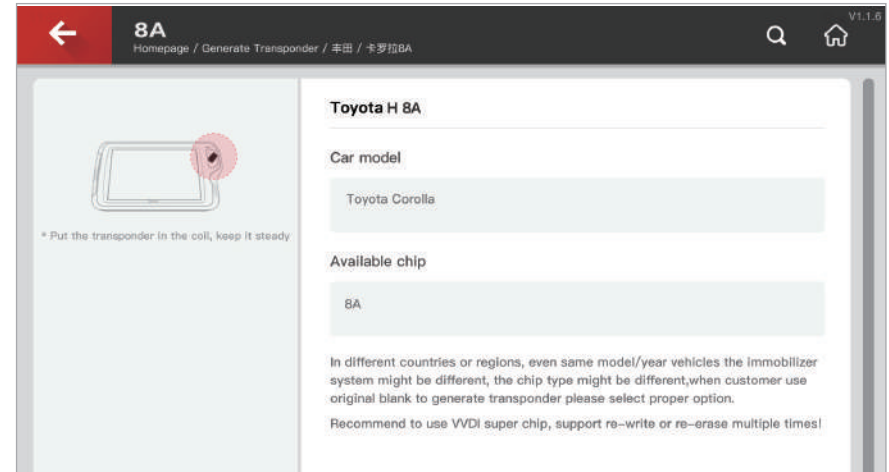 V1.1.6
8A
Homepage / Generate Transponder / 丰田 / 卡罗拉8A
Toyota H 8A
Car model
Toyota Corolla
* Put the transponder in the coil, keep it steady
Available chip
8A
In different countries or regions, even same model/year vehicles the immobilizer
system might be different, the chip type might be different,when customer use
original blank to generate transponder please select proper option.
Recommend to use VVDI super chip, support re-write or re-erase multiple times!